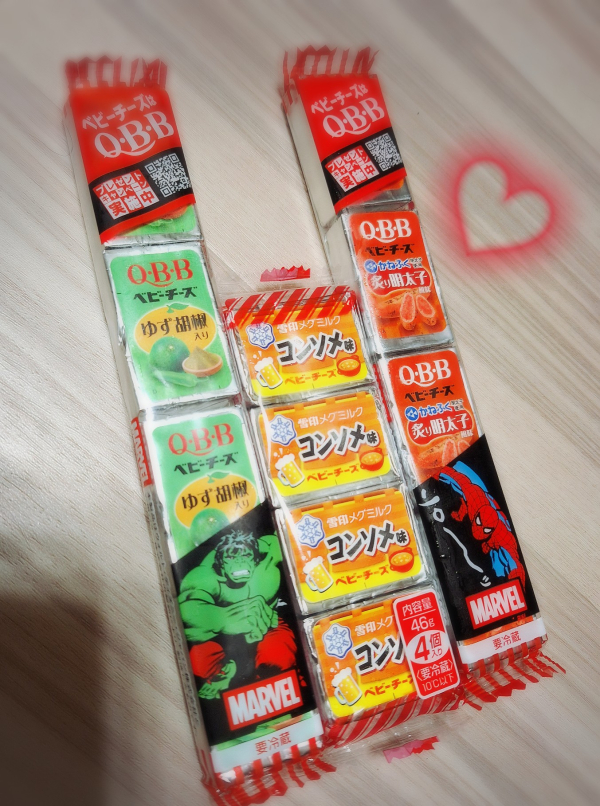 ベビーチーズは
Q・B・B
プレゼント
キャンペーン
実施中
Q・B・B
ベビーチーズ
ゆず胡椒
入り
Q・B・B
ベビーチーズ
ゆず胡椒
入り
MARVEL
MARVEL
要冷蔵
雪印メグミルク
コンソメ味
ベビーチーズ
雪印メグミルク
コンソメ味
ベビーチーズ
雪印メグミルク
コンソメ味
ベビーチーズ
雪印メグ
コンソ
ベビーチ
内容量
46g
4個
入り
〈要冷蔵〉
10℃以下
ベビーチーズは
Q・B・B
プレゼント
キャンペーン
実施中
Q・B・B
ベビーチーズ
かねふく
炙り明太子
Q・B・B
ベビーチーズ
かねふく
炙り明太子
MARVEL
要冷蔵